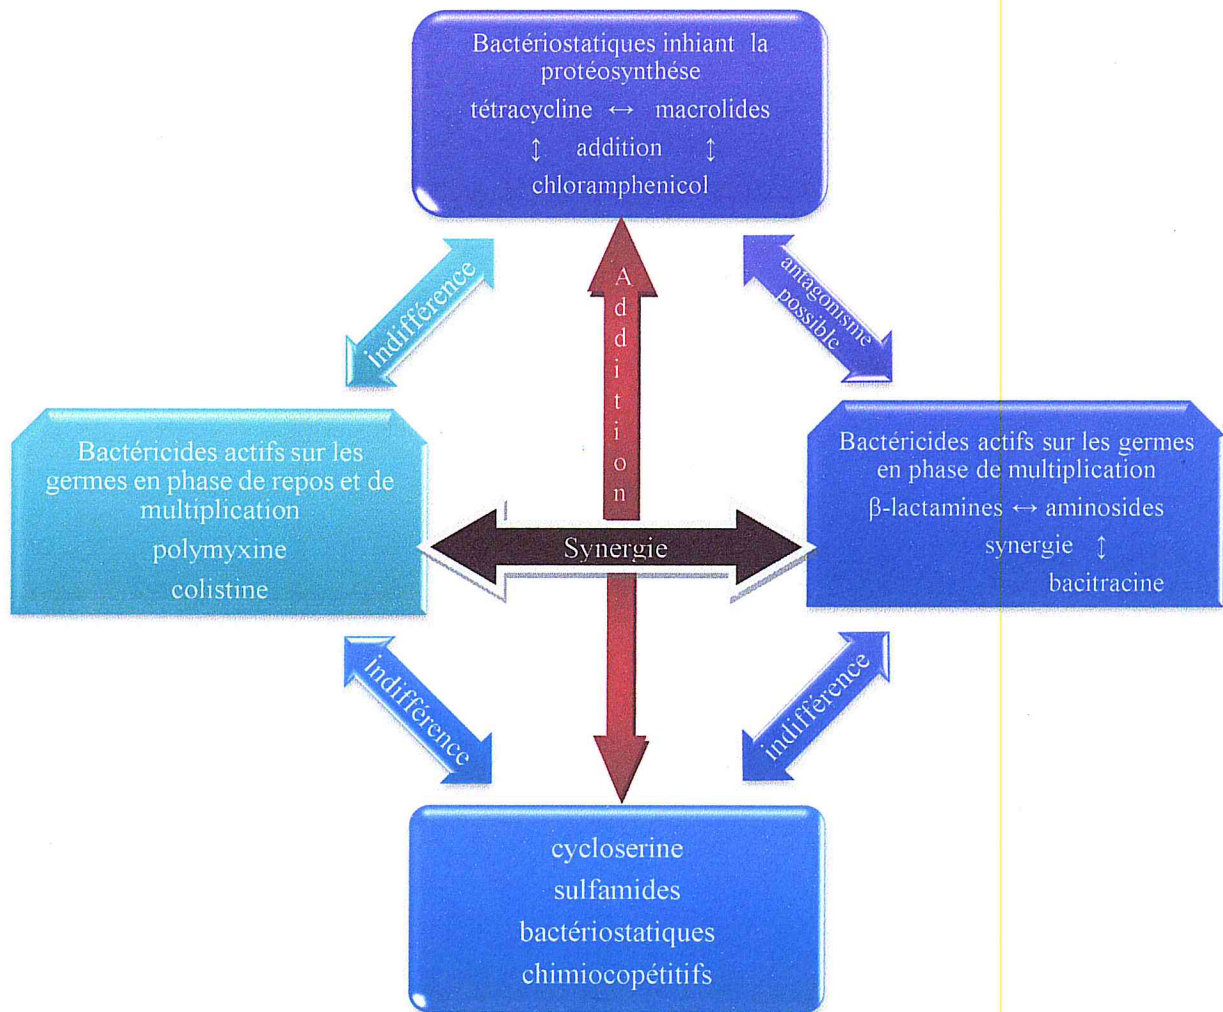 Bactériostatiques inhiant la
protéosynthése
tétracycline ↔ macrolides
↕ addition ↕
chloramphenicol
indifférence
Addition
antagonisme
possible
Bactéricides actifs sur les
germes en phase de repos et de
multiplication
polymyxine
colistine
Synergie
Bactéricides actifs sur les germes
en phase de multiplication
β-lactamines ↔ aminosides
synergie ↕
bacitracine
indifférence
indifférence
cycloserine
sulfamides
bactériostatiques
chimiocopétitifs